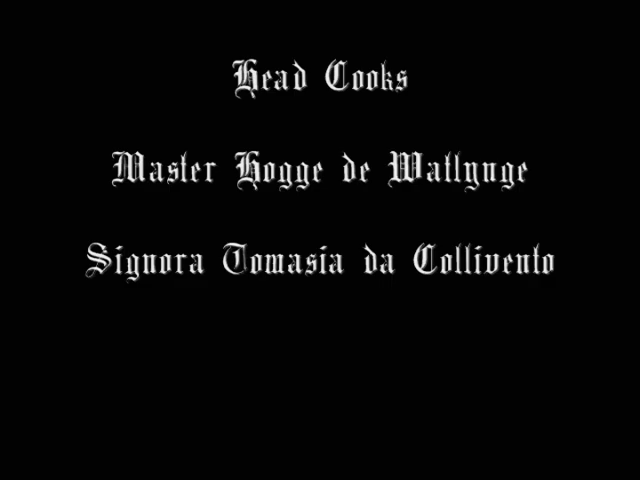 Head Cooks
Master Hogge de Watlynge
Signora Tomasia da Collivento